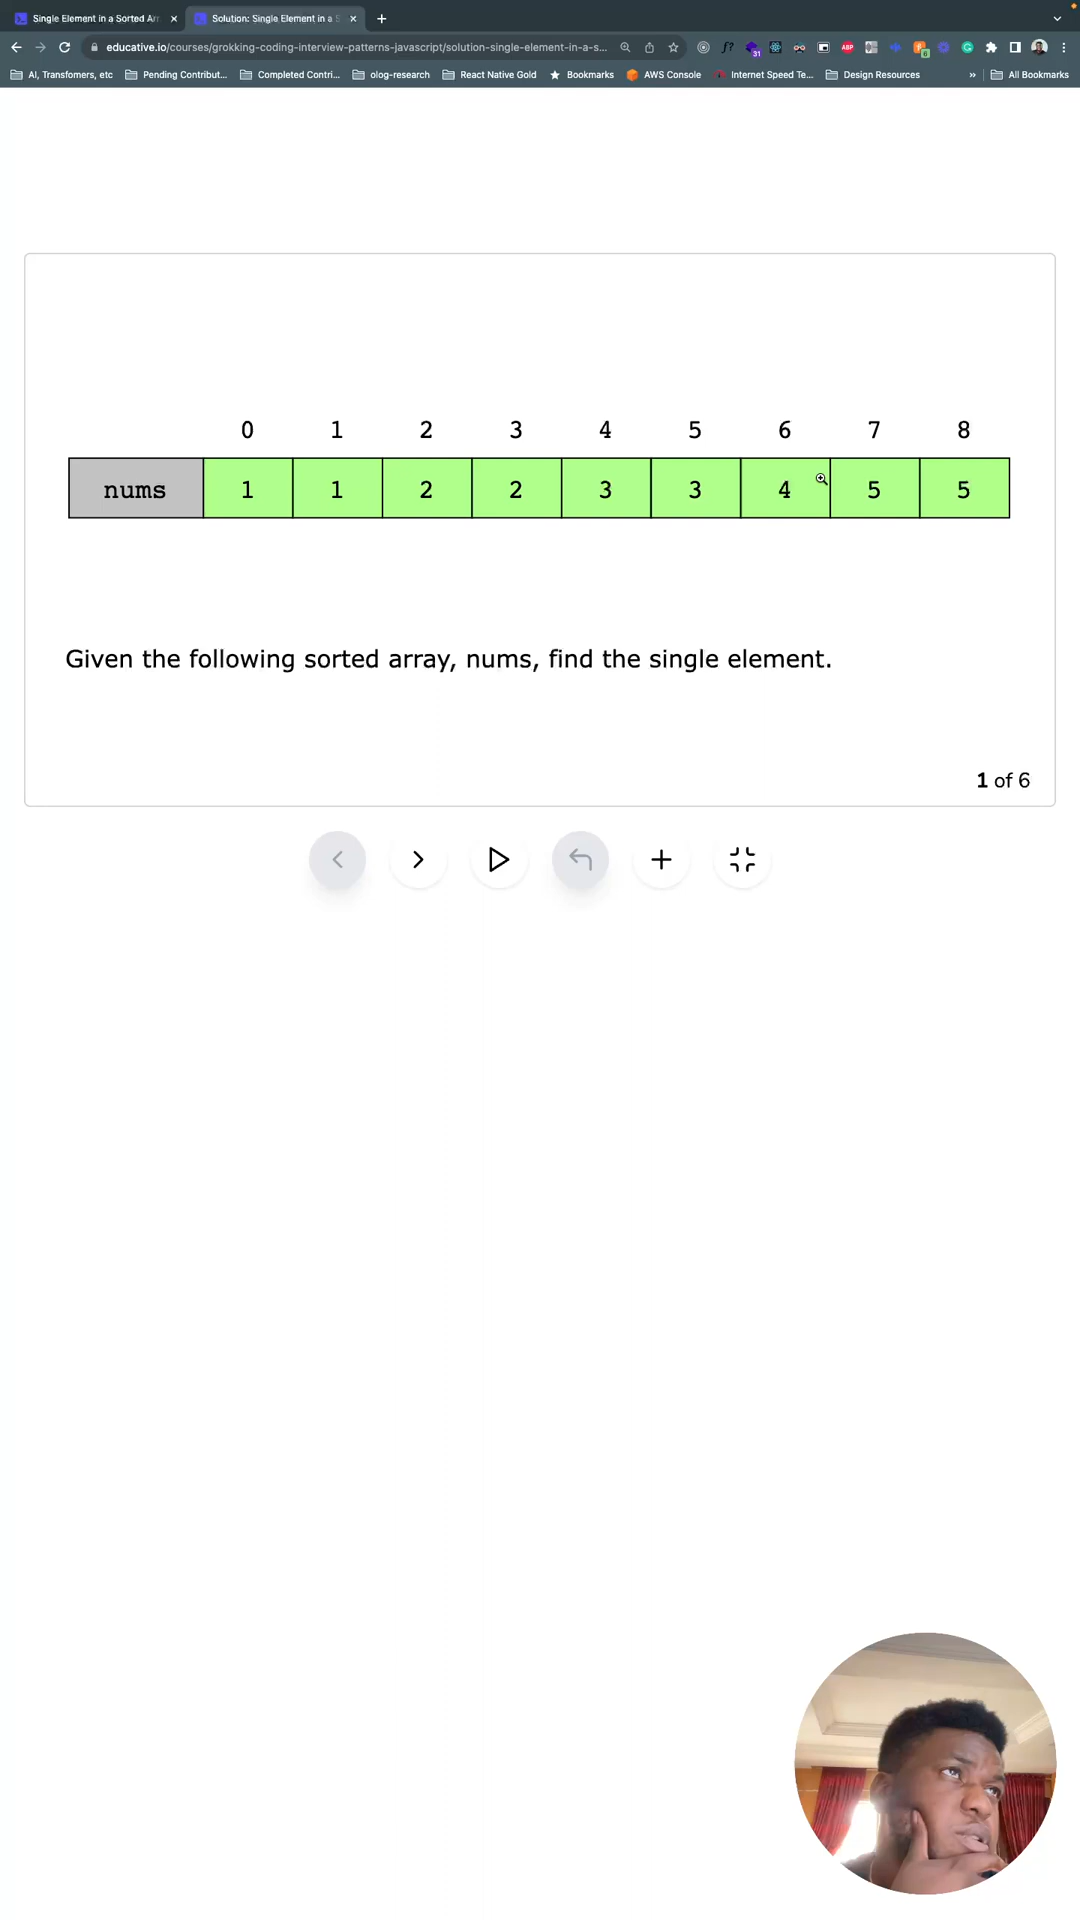 Single Element in a Sorted Arr
Solution: Single Element in a S
educative.io/courses/grokking-coding-interview-patterns-javascript/solution-single-element-in-a-s...
f?
31
ABP
6
AI, Transfomers, etc
Pending Contribut...
Completed Contri...
olog-research
React Native Gold
Bookmarks
AWS Console
Internet Speed Te...
Design Resources
»
All Bookmarks
0 1 2 3 4 5 6 7 8
nums 1 1 2 2 3 3 4 5 5
Given the following sorted array, nums, find the single element.
1 of 6